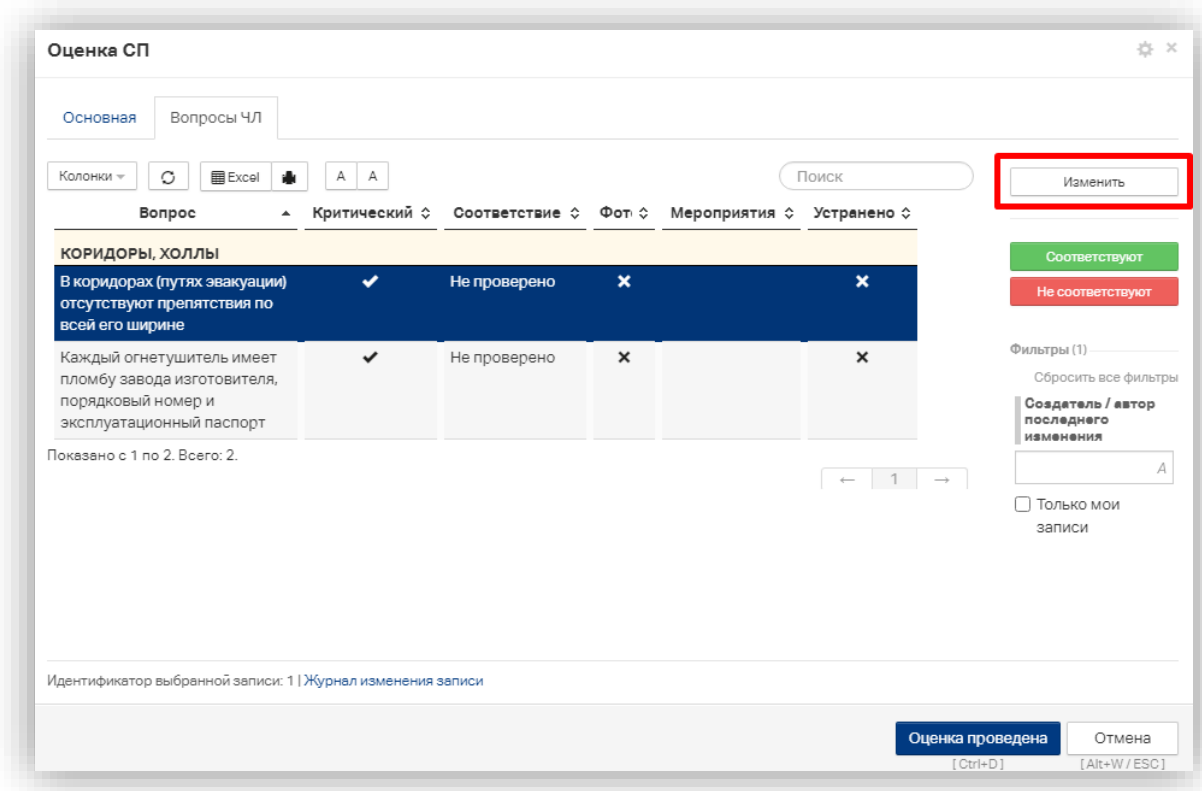 Оценка СП
Основная
Вопросы ЧЛ
Колонки
Excel
A A
Поиск
Изменить
Вопрос Критический Соответствие Фото Мероприятия Устранено
КОРИДОРЫ, ХОЛЛЫ
В коридорах (путях эвакуации) Не проверено
отсутствуют препятствия по
всей его ширине
Каждый огнетушитель имеет Не проверено
пломбу завода изготовителя,
порядковый номер и
эксплуатационный паспорт
Показано с 1 по 2. Всего: 2.
← 1 →
Соответствуют
Не соответствуют
Фильтры (1)
Сбросить все фильтры
Создатель / автор
последнего
изменения
A
Только мои
записи
Идентификатор выбранной записи: 1 | Журнал изменения записи
Оценка проведена Отмена
[Ctrl+D] [Alt+W / ESC]